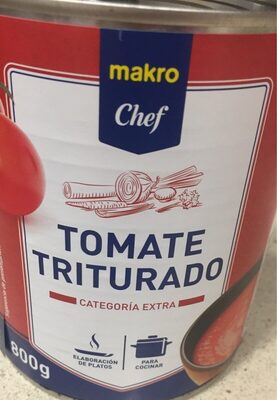 makro
Chef
TOMATE
TRITURADO
CATEGORÍA EXTRA
800g
ELABORACIÓN
DE PLATOS
PARA
COCINAR